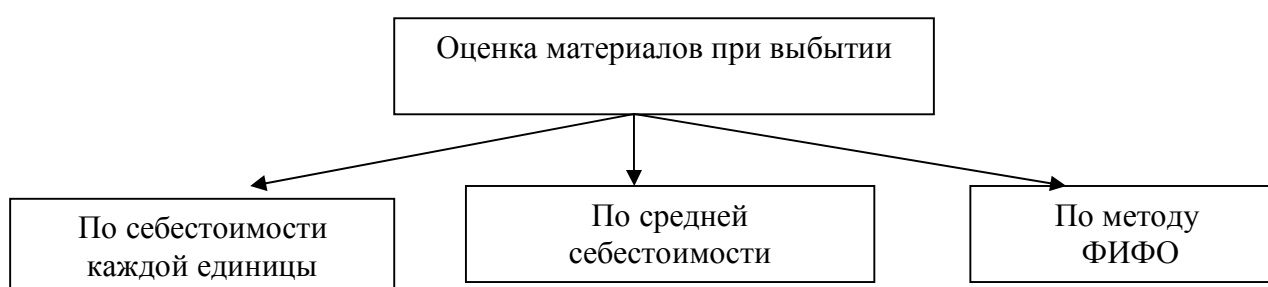 Оценка материалов при выбытии
По себестоимости
каждой единицы
По средней
себестоимости
По методу
ФИФО